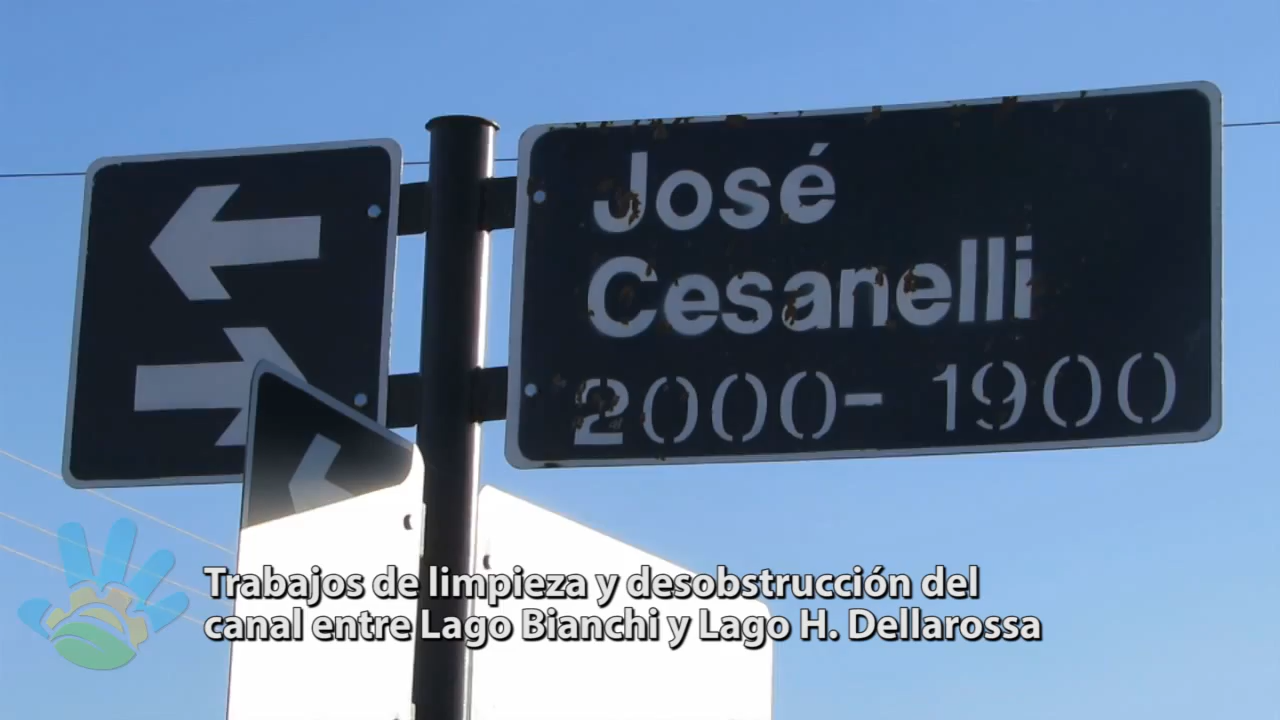 José
Cesanelli
2000- 1900
Trabajos de limpieza y desobstrucción del
canal entre Lago Bianchi y Lago H. Dellarossa